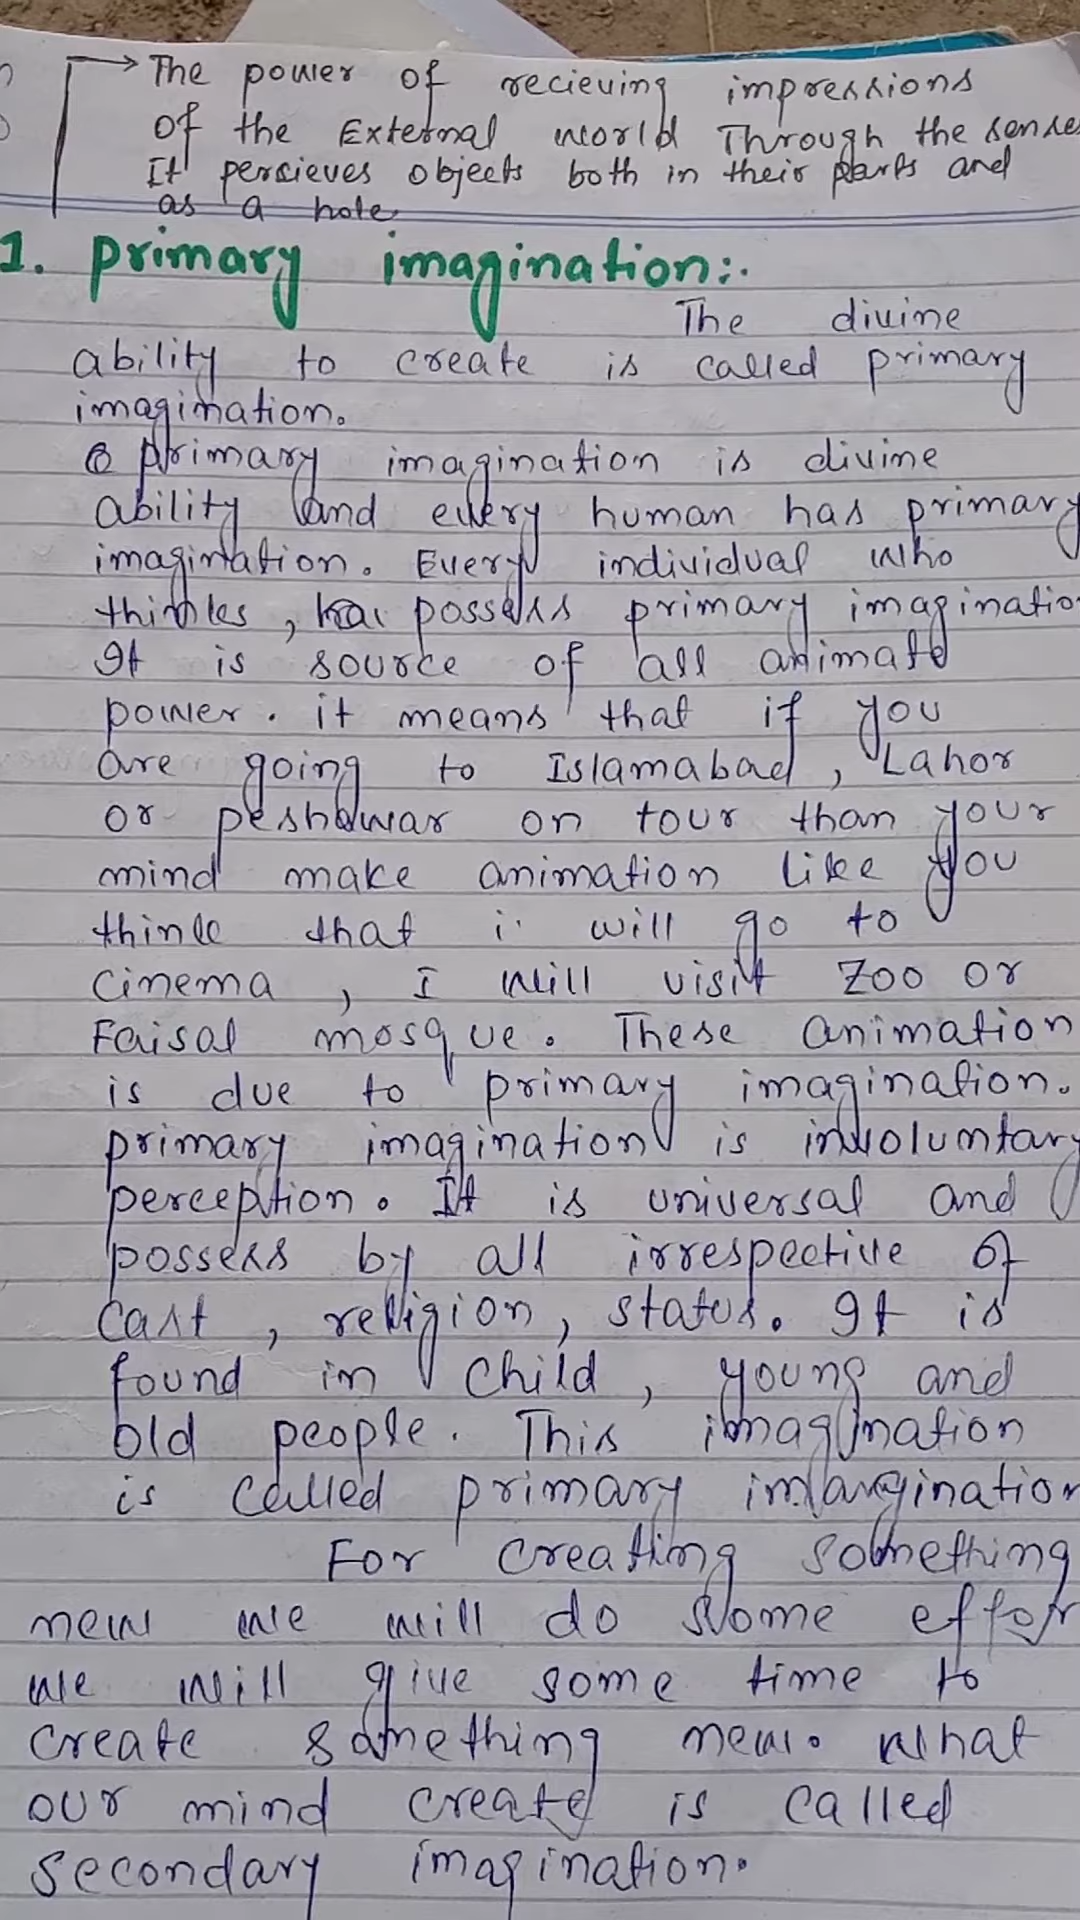 The power of recieving impressions
of the External world Through the senses
It persieves objects both in their parts and
as a hole
1. primary imagination:.
The divine
ability to create is called primary
imagination.
primary imagination is divine
ability and every human has primary
imagination. Every individual who
thinks, possess primary imagination
It is source of all animate
power. it means that if you
are going to Islamabad, Lahor
or peshawar on tour than your
mind make animation like you
think that i will go to
cinema, I will visit zoo or
Faisal mosque. These animation
is due to primary imagination.
primary imagination is involuntary
perception. It is universal and
possess by all irrespective of
cast, religion, status. It is
found in child, young and
old people. This imagination
is called primary imagination
For creating something
new we will do some effor
we will give some time to
create something new. what
our mind create is called
secondary imagination.